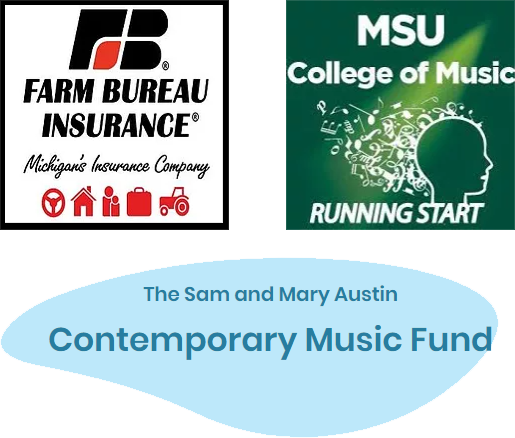 FB®
FARM BUREAU
INSURANCE®
Michigan's Insurance Company
MSU
College of Music
RUNNING START
The Sam and Mary Austin
Contemporary Music Fund